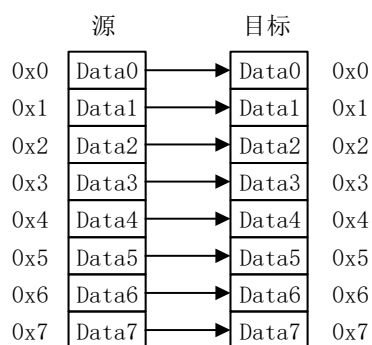 源 目标
0x0 Data0 Data0 0x0
0x1 Data1 Data1 0x1
0x2 Data2 Data2 0x2
0x3 Data3 Data3 0x3
0x4 Data4 Data4 0x4
0x5 Data5 Data5 0x5
0x6 Data6 Data6 0x6
0x7 Data7 Data7 0x7